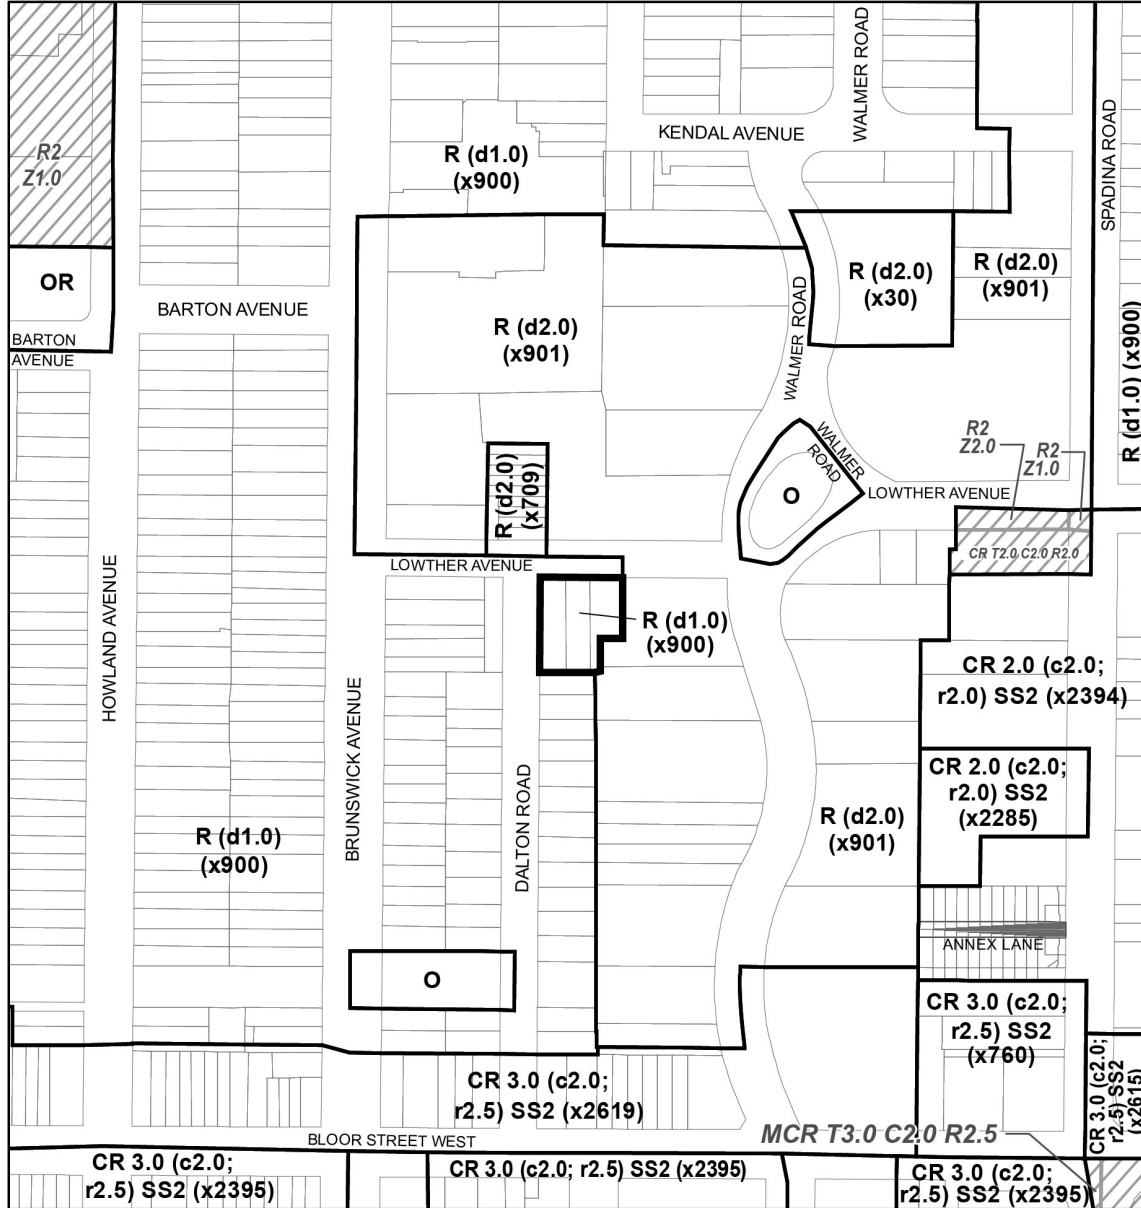 WALMER ROAD
KENDAL AVENUE
SPADINA ROAD
R2
Z1.0
R (d1.0)
(x900)
OR
BARTON AVENUE
BARTON
AVENUE
R (d2.0)
(x901)
WALMER ROAD
R (d2.0)
(x30)
R (d2.0)
(x901)
R (d1.0) (x900)
R (d2.0)
(x709)
WALMER
ROAD
O
R2
Z2.0
R2
Z1.0
LOWTHER AVENUE
CR T2.0 C2.0 R2.0
LOWTHER AVENUE
HOWLAND AVENUE
R (d1.0)
(x900)
CR 2.0 (c2.0;
r2.0) SS2 (x2394)
BRUNSWICK AVENUE
DALTON ROAD
CR 2.0 (c2.0;
r2.0) SS2
(x2285)
R (d1.0)
(x900)
R (d2.0)
(x901)
ANNEX LANE
O
CR 3.0 (c2.0;
r2.5) SS2
(x760)
CR 3.0 (c2.0;
r2.5) SS2
(x2615)
CR 3.0 (c2.0;
r2.5) SS2 (x2619)
BLOOR STREET WEST
MCR T3.0 C2.0 R2.5
CR 3.0 (c2.0;
r2.5) SS2 (x2395)
CR 3.0 (c2.0; r2.5) SS2 (x2395)
CR 3.0 (c2.0;
r2.5) SS2 (x2395)